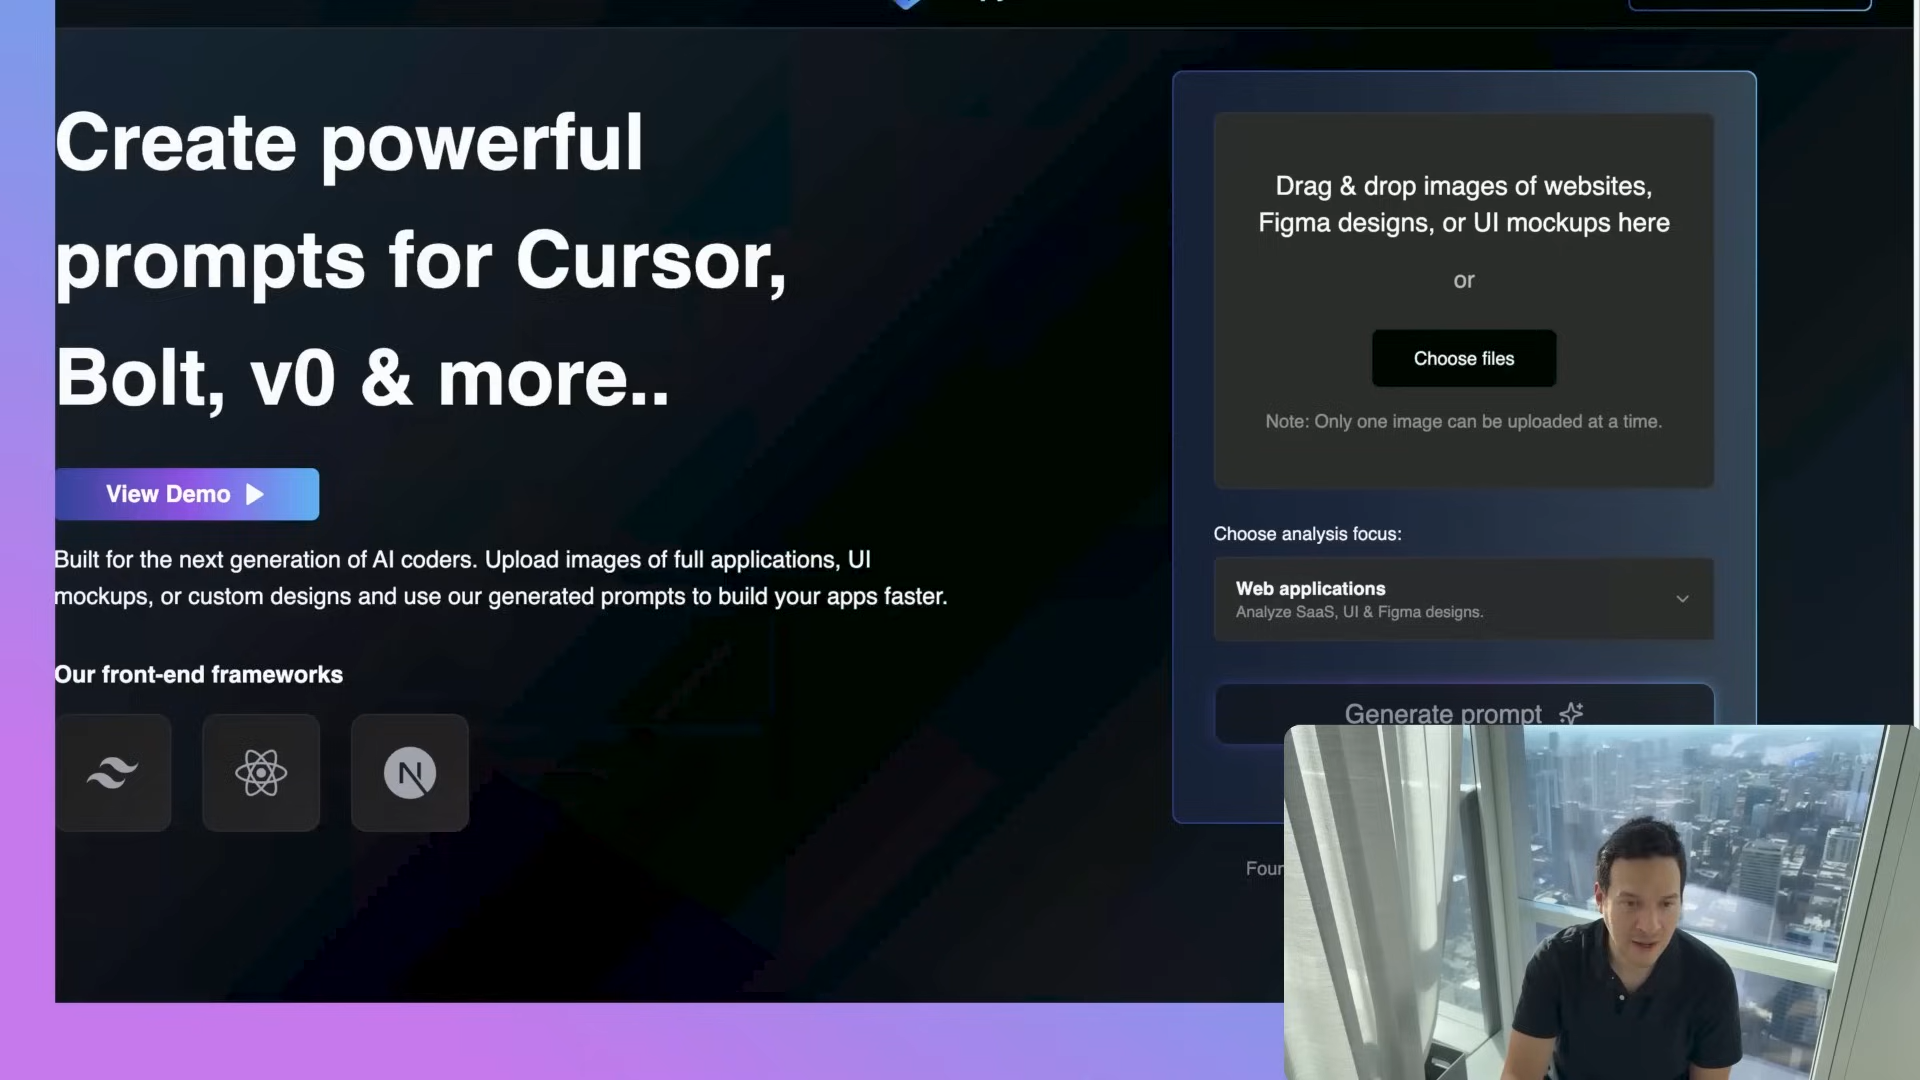 Create powerful
prompts for Cursor,
Bolt, v0 & more..
View Demo
Built for the next generation of AI coders. Upload images of full applications, UI
mockups, or custom designs and use our generated prompts to build your apps faster.
Our front-end frameworks
N
Drag & drop images of websites,
Figma designs, or UI mockups here
or
Choose files
Note: Only one image can be uploaded at a time.
Choose analysis focus:
Web applications
Analyze SaaS, UI & Figma designs.
Generate prompt